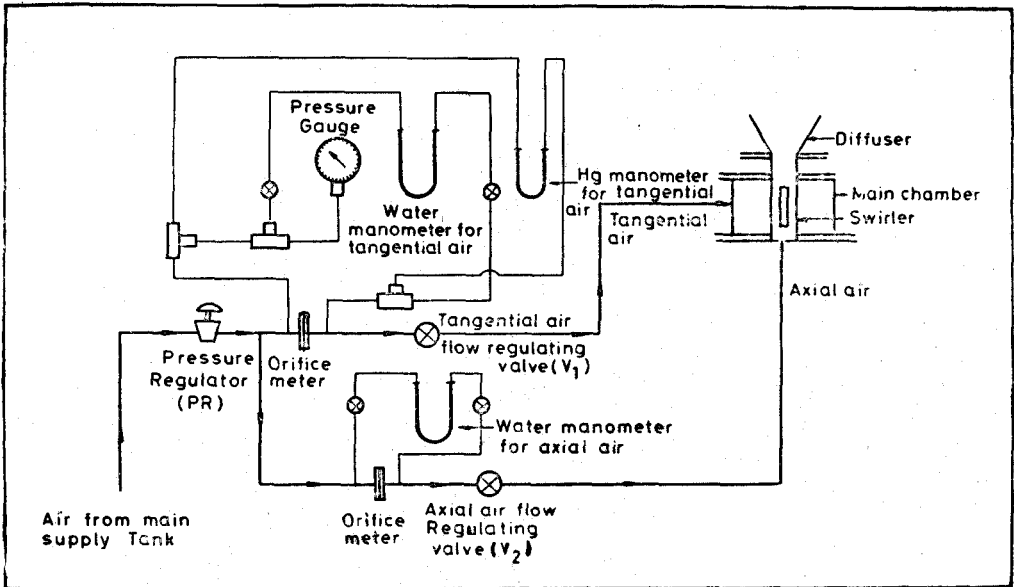 Pressure
Gauge
Water
manometer for
tangential air
Hg manometer
for tangential
air
Tangential
air
Diffuser
Main chamber
Swirler
Axial air
Pressure
Regulator
(PR)
Orifice
meter
Tangential air
flow regulating
valve(V1)
Water manometer
for axial air
Air from main
supply Tank
Orifice
meter
Axial air flow
Regulating
valve(V2)